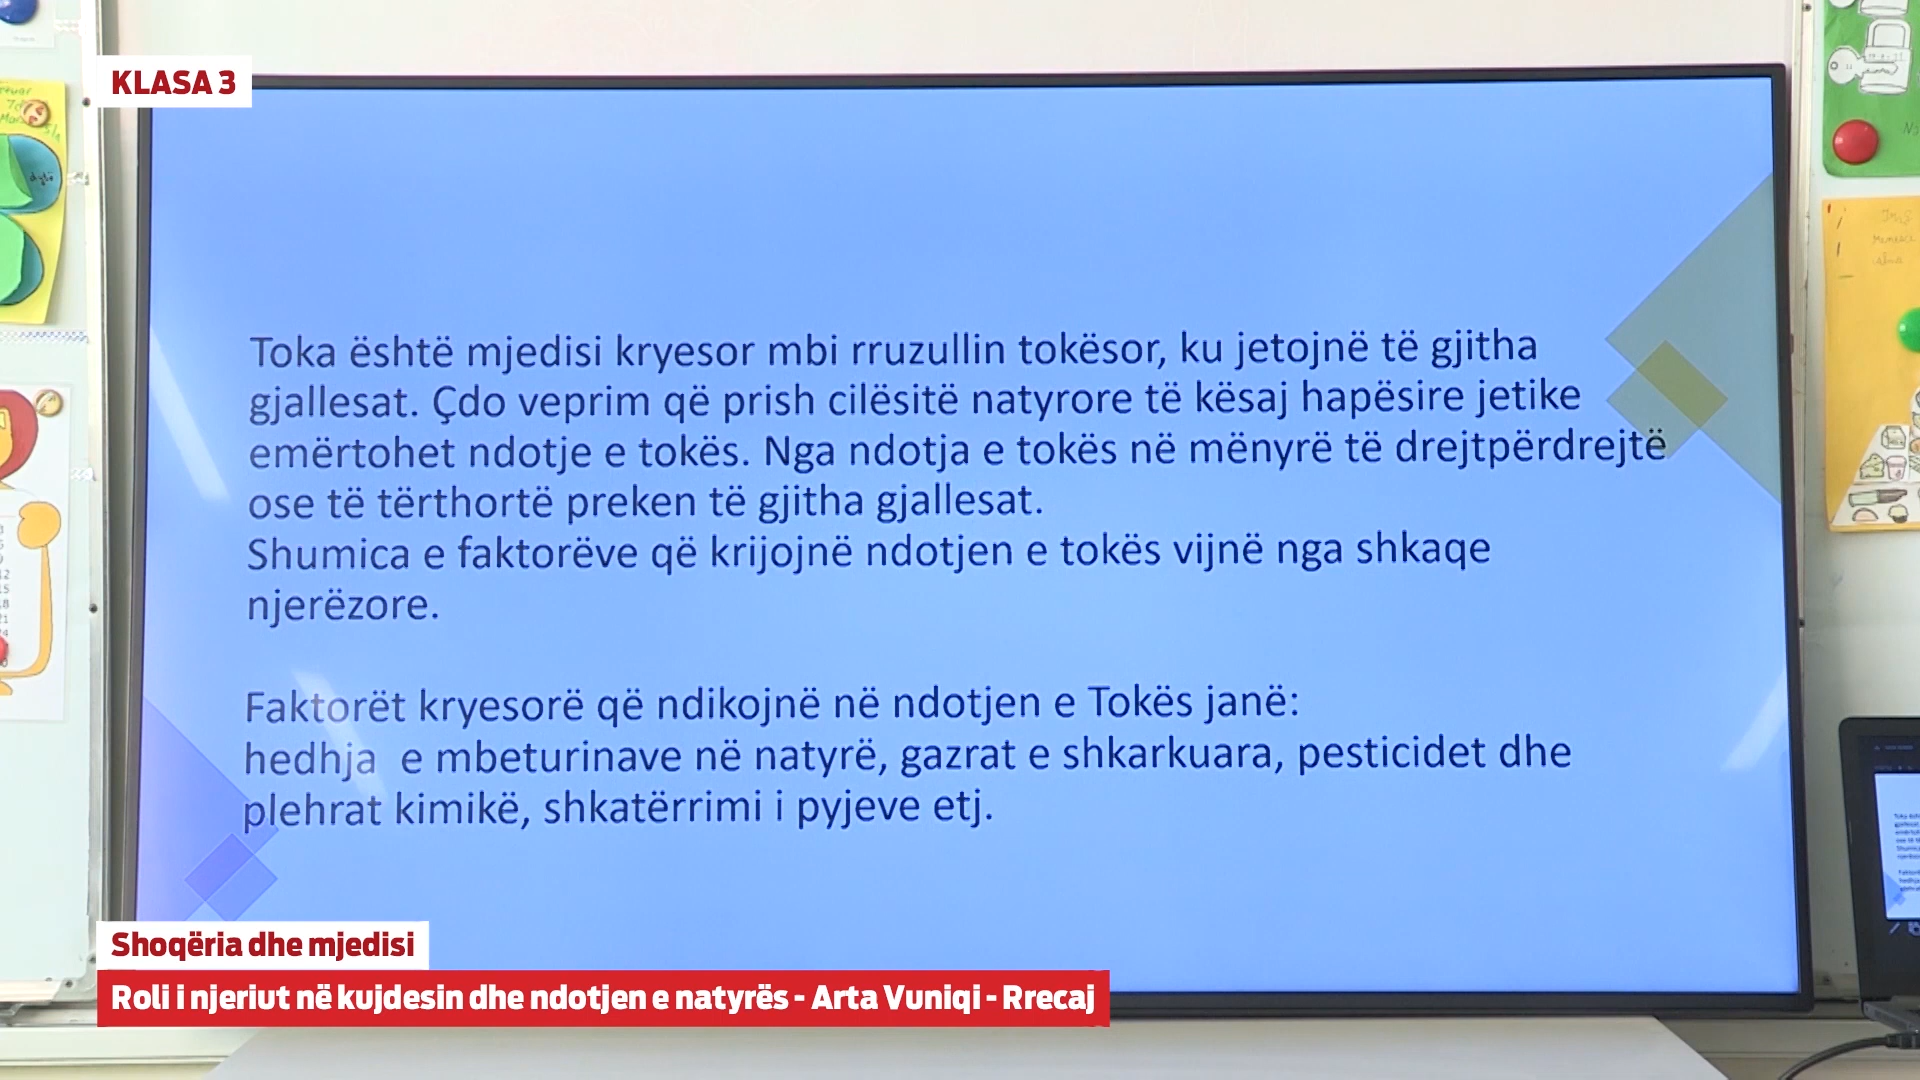 KLASA 3
Toka është mjedisi kryesor mbi rruzullin tokësor, ku jetojnë të gjitha
gjallesat. Çdo veprim që prish cilësitë natyrore të kësaj hapësire jetike
emërtohet ndotje e tokës. Nga ndotja e tokës në mënyrë të drejtpërdrejtë
ose të tërthortë preken të gjitha gjallesat.
Shumica e faktorëve që krijojnë ndotjen e tokës vijnë nga shkaqe
njerëzore.
Faktorët kryesorë që ndikojnë në ndotjen e Tokës janë:
hedhja e mbeturinave në natyrë, gazrat e shkarkuara, pesticidet dhe
plehrat kimikë, shkatërrimi i pyjeve etj.
Shoqëria dhe mjedisi
Roli i njeriut në kujdesin dhe ndotjen e natyrës - Arta Vuniqi - Rrecaj